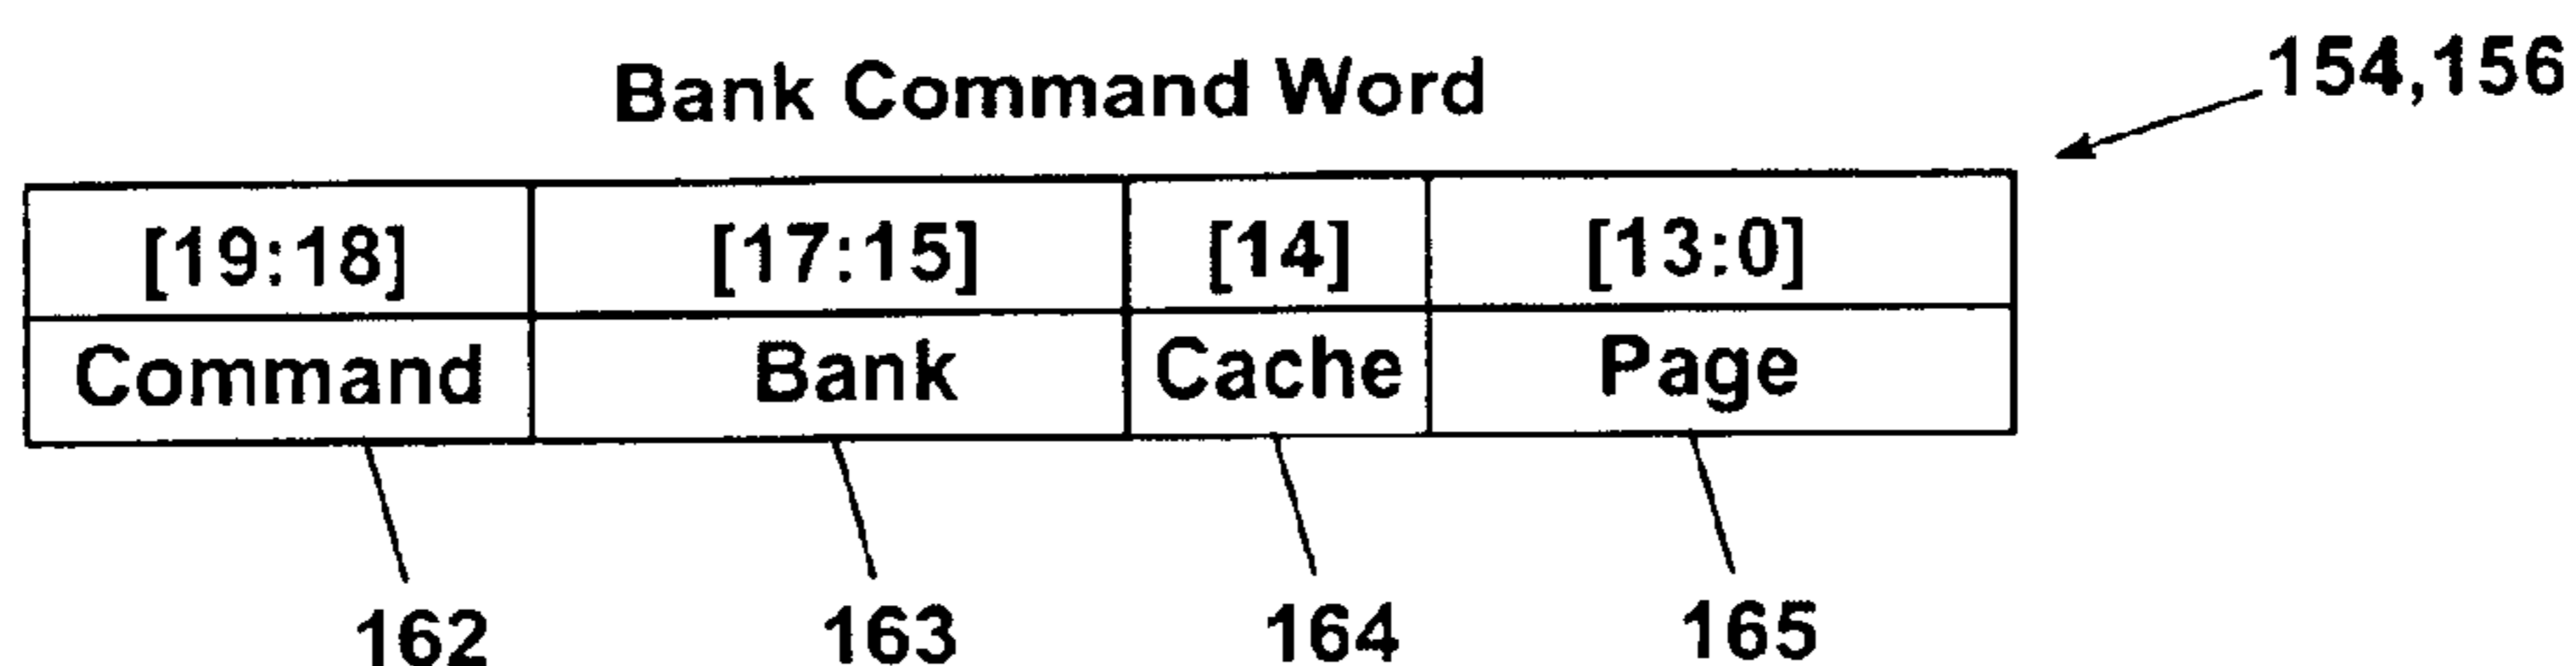 154,156
Bank Command Word
[19:18] [17:15] [14] [13:0]
Command Bank Cache Page
162 163 164 165